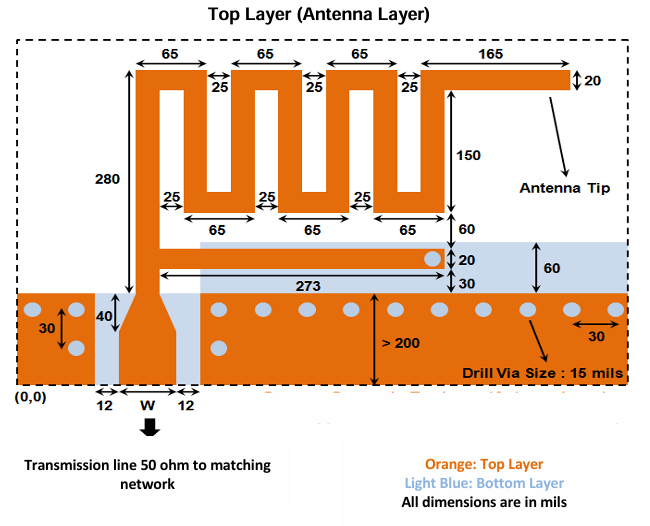 Top Layer (Antenna Layer)
65 65 65 165
25 25 25 20
280
150
Antenna Tip
25 25 25
65 65 65
60
20
60
273
30
40
30
> 200
30
Drill Via Size : 15 mils
(0,0)
12 W 12
Transmission line 50 ohm to matching
network
Orange: Top Layer
Light Blue: Bottom Layer
All dimensions are in mils